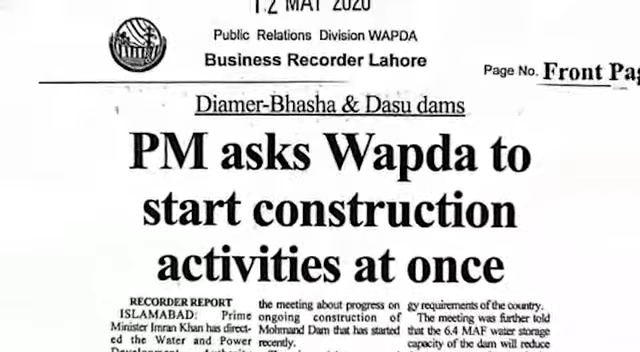 12 MAY 2020
Public Relations Division WAPDA
Business Recorder Lahore
Page No. Front
Diamer-Bhasha & Dasu dams
PM asks Wapda to
start construction
activities at once
RECORDER REPORT
ISLAMABAD: Prime
Minister Imran Khan has direct-
ed the Water and Power
the meeting about progress on
ongoing construction of
Mohmand Dam that has started
recently.
gy requirements of the country.
The meeting was further told
that the 6.4 MAF water storage
capacity of the dam will reduce